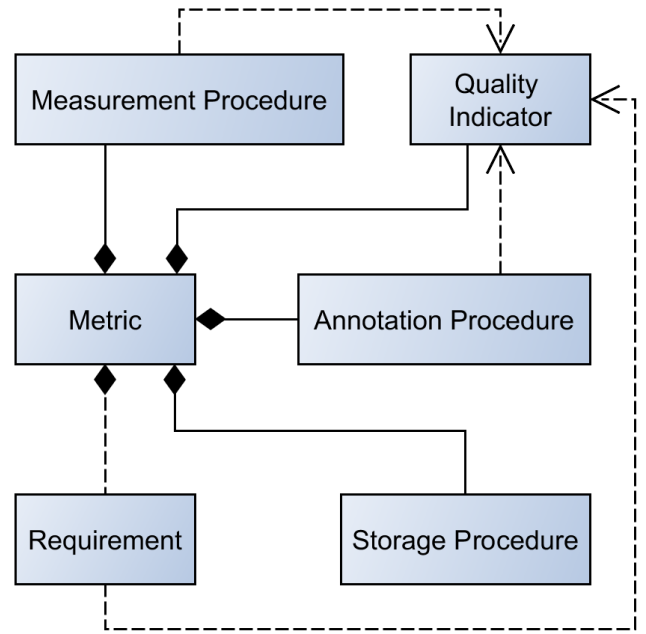 Measurement Procedure
Quality
Indicator
Metric
Annotation Procedure
Requirement
Storage Procedure